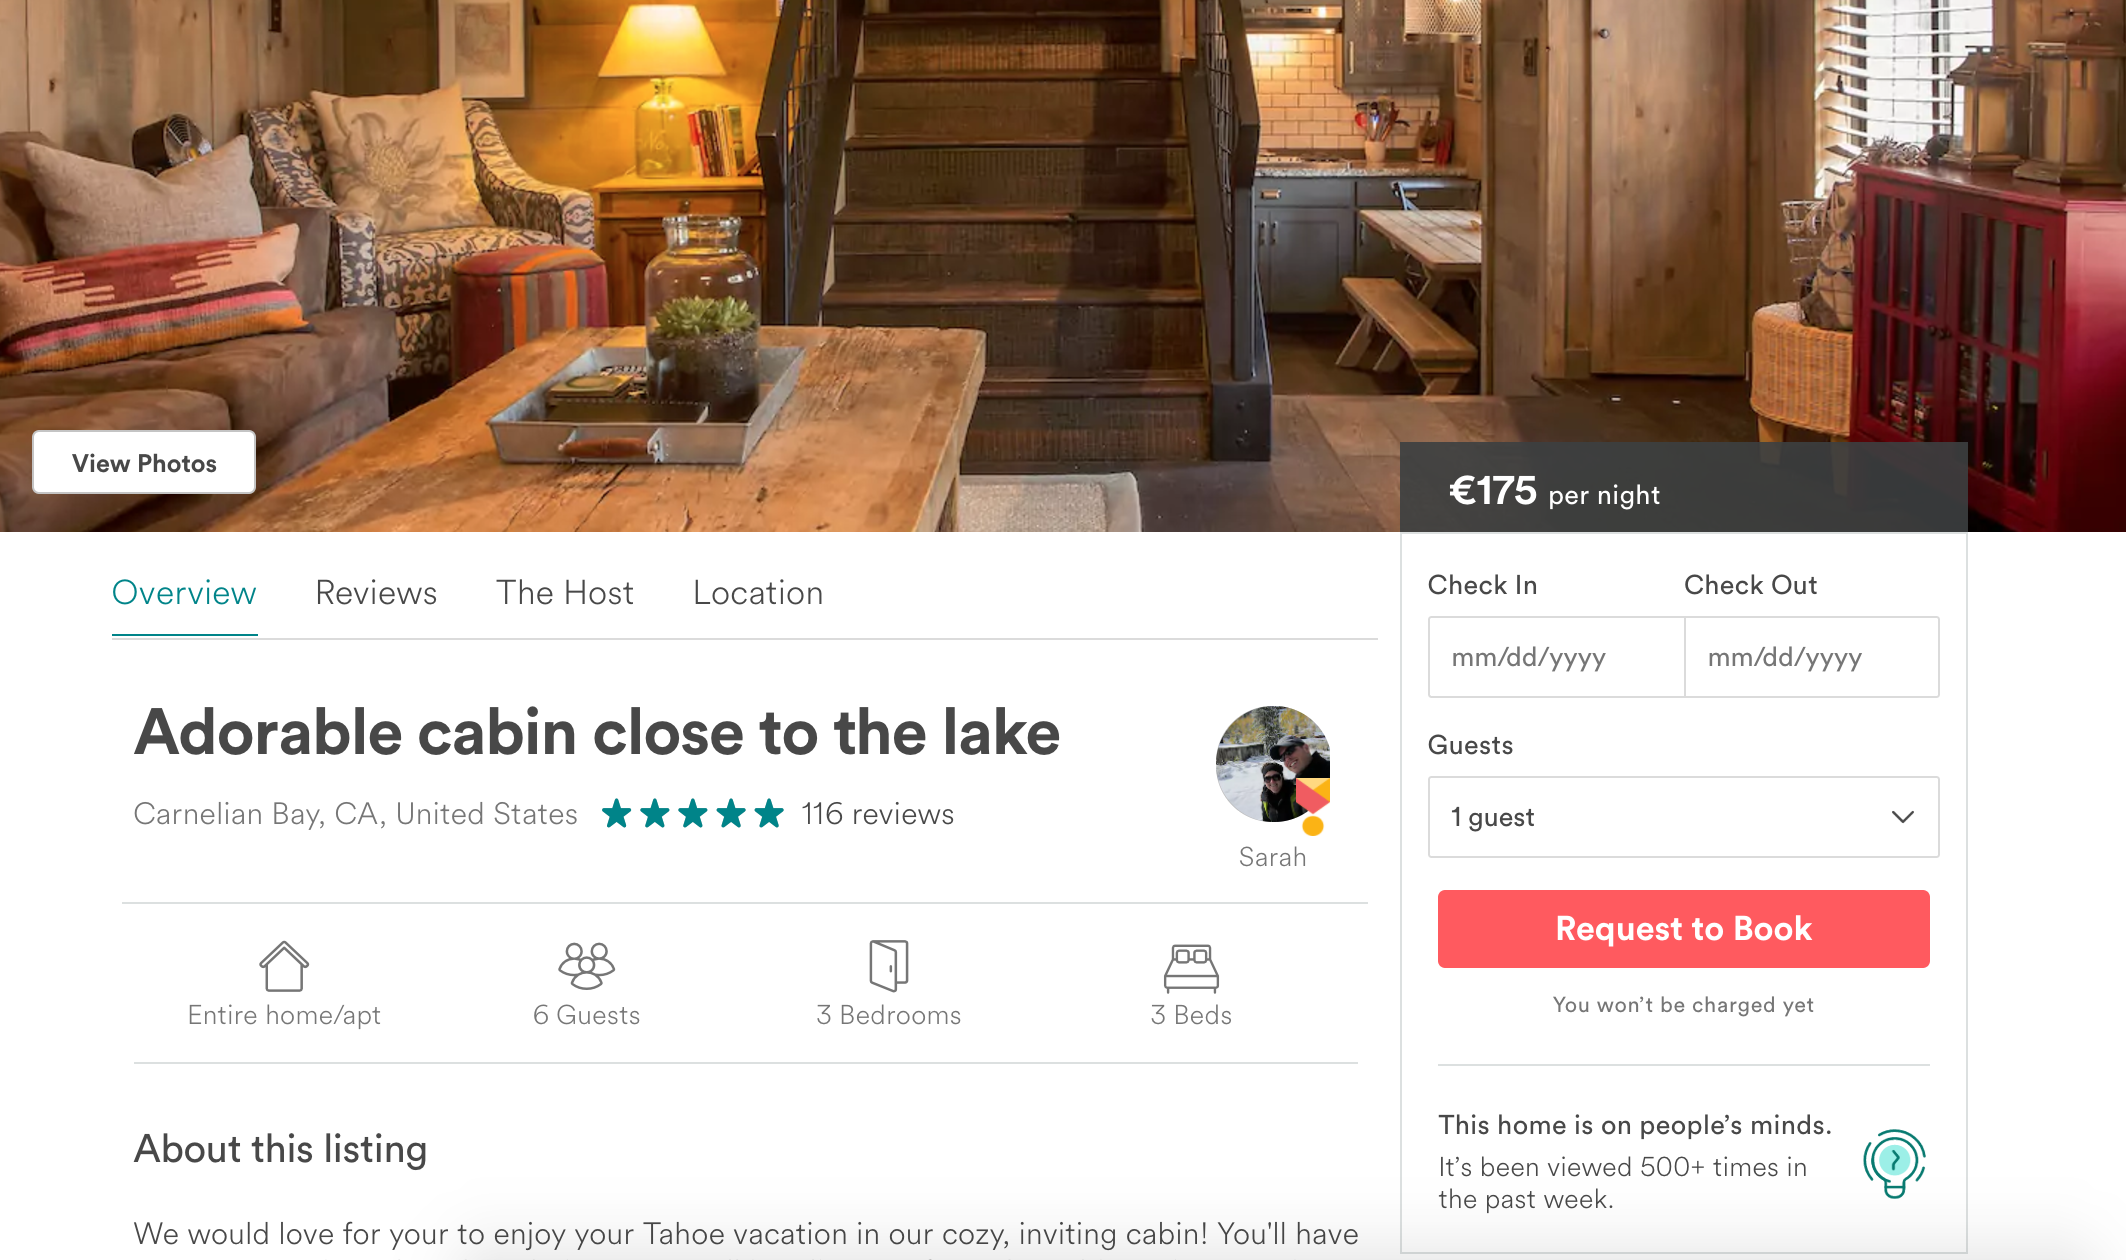 View Photos
€175 per night
Overview Reviews The Host Location
Check In Check Out
mm/dd/yyyy mm/dd/yyyy
Adorable cabin close to the lake
Carnelian Bay, CA, United States 116 reviews
Sarah
Guests
1 guest
Request to Book
You won’t be charged yet
Entire home/apt 6 Guests 3 Bedrooms 3 Beds
This home is on people’s minds.
It’s been viewed 500+ times in
the past week.
About this listing
We would love for your to enjoy your Tahoe vacation in our cozy, inviting cabin! You'll have